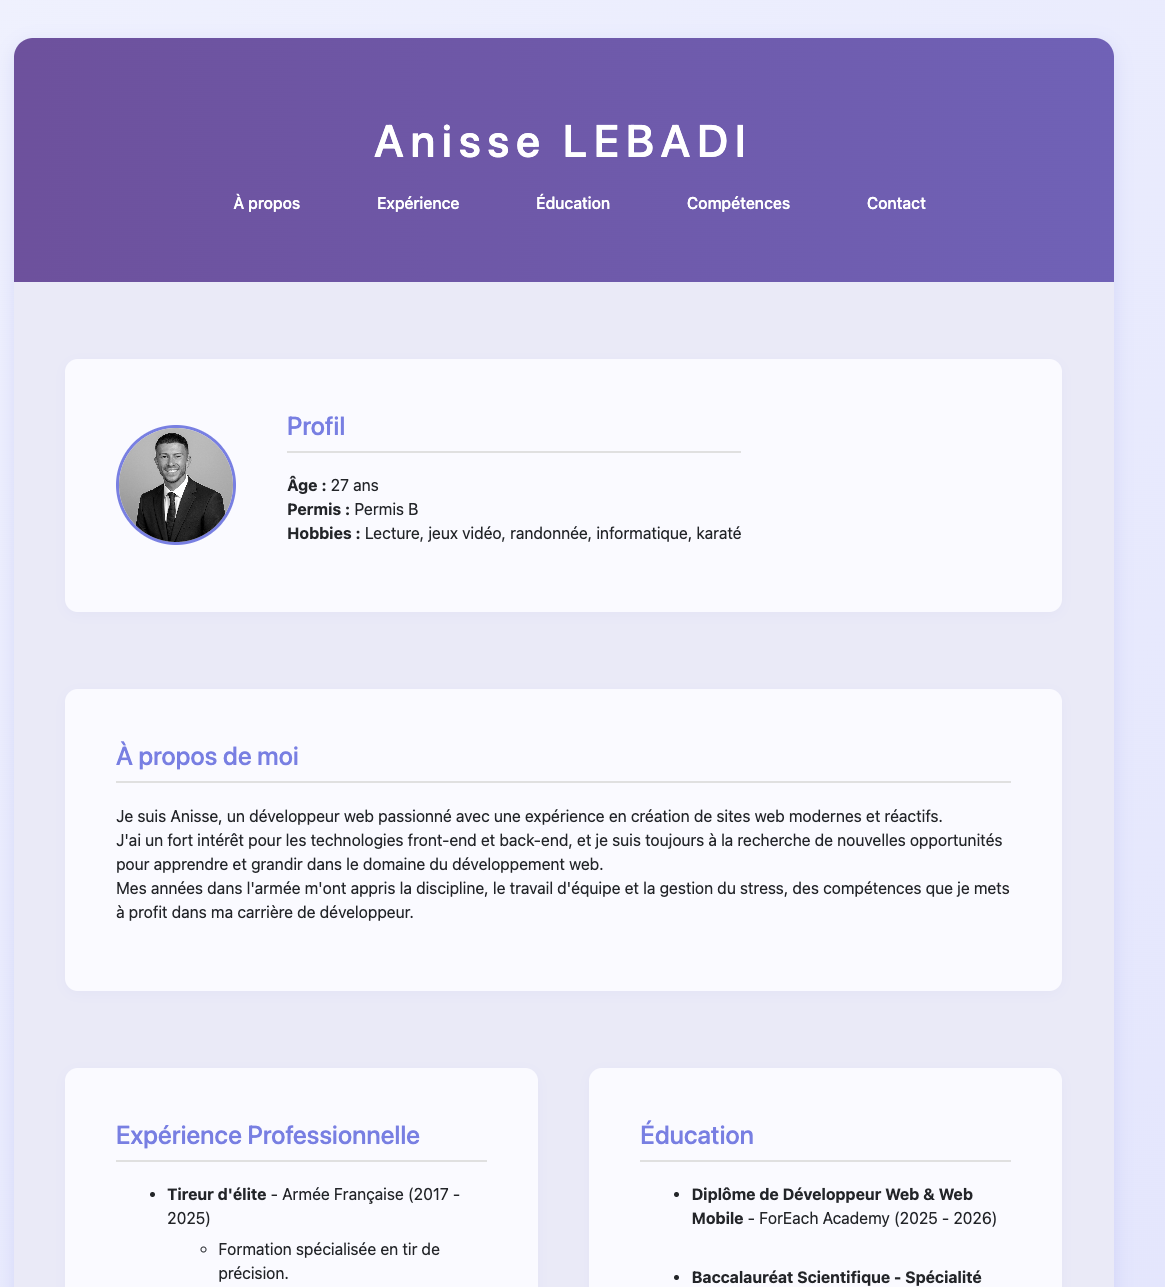 Anisse LEBADI
À propos Expérience Éducation Compétences Contact
Profil
Âge : 27 ans
Permis : Permis B
Hobbies : Lecture, jeux vidéo, randonnée, informatique, karaté
À propos de moi
Je suis Anisse, un développeur web passionné avec une expérience en création de sites web modernes et réactifs.
J'ai un fort intérêt pour les technologies front-end et back-end, et je suis toujours à la recherche de nouvelles opportunités
pour apprendre et grandir dans le domaine du développement web.
Mes années dans l'armée m'ont appris la discipline, le travail d'équipe et la gestion du stress, des compétences que je mets
à profit dans ma carrière de développeur.
Expérience Professionnelle
• Tireur d'élite - Armée Française (2017 -
2025)
◦ Formation spécialisée en tir de
précision.
Éducation
• Diplôme de Développeur Web & Web
Mobile - ForEach Academy (2025 - 2026)
• Baccalauréat Scientifique - Spécialité